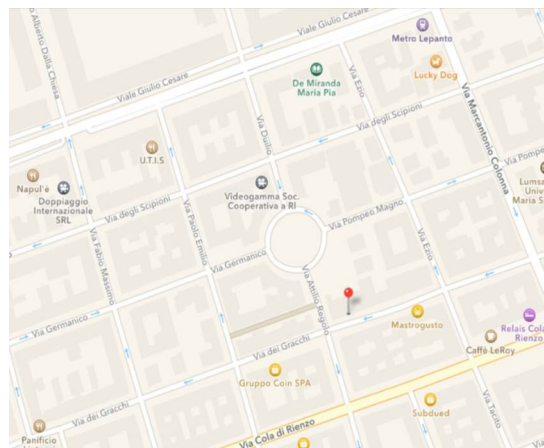 Viale Giulio Cesare
Alberto Dalla Chiesa
Metro Lepanto
Lucky Dog
De Miranda
Maria Pia
Via Ezio
Viale Giulio Cesare
Via Duilio
Via degli Scipioni
Via Marcantonio Colonna
U.T.I.S
Via Pompeo
Napul'è
Doppiaggio
Internazionale
SRL
Videogamma Soc.
Cooperativa a RI
Lumsa
Univ
Maria S
Via degli Scipioni
Via Paolo Emilio
Via Pompeo Magno
Via Fabio Massimo
Via Germanico
Via Ezio
Via Attilio Regolo
Via Germanico
Mastrogusto
Relais Cola
Rienzo
Via dei Gracchi
Caffè LeRoy
Gruppo Coin SPA
Via dei Gracchi
Subdued
Via Tacito
Panificio
Via Cola di Rienzo